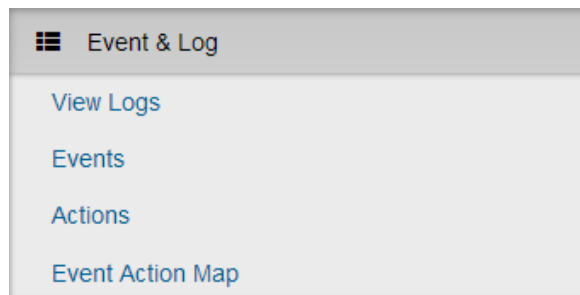 Event & Log
View Logs
Events
Actions
Event Action Map